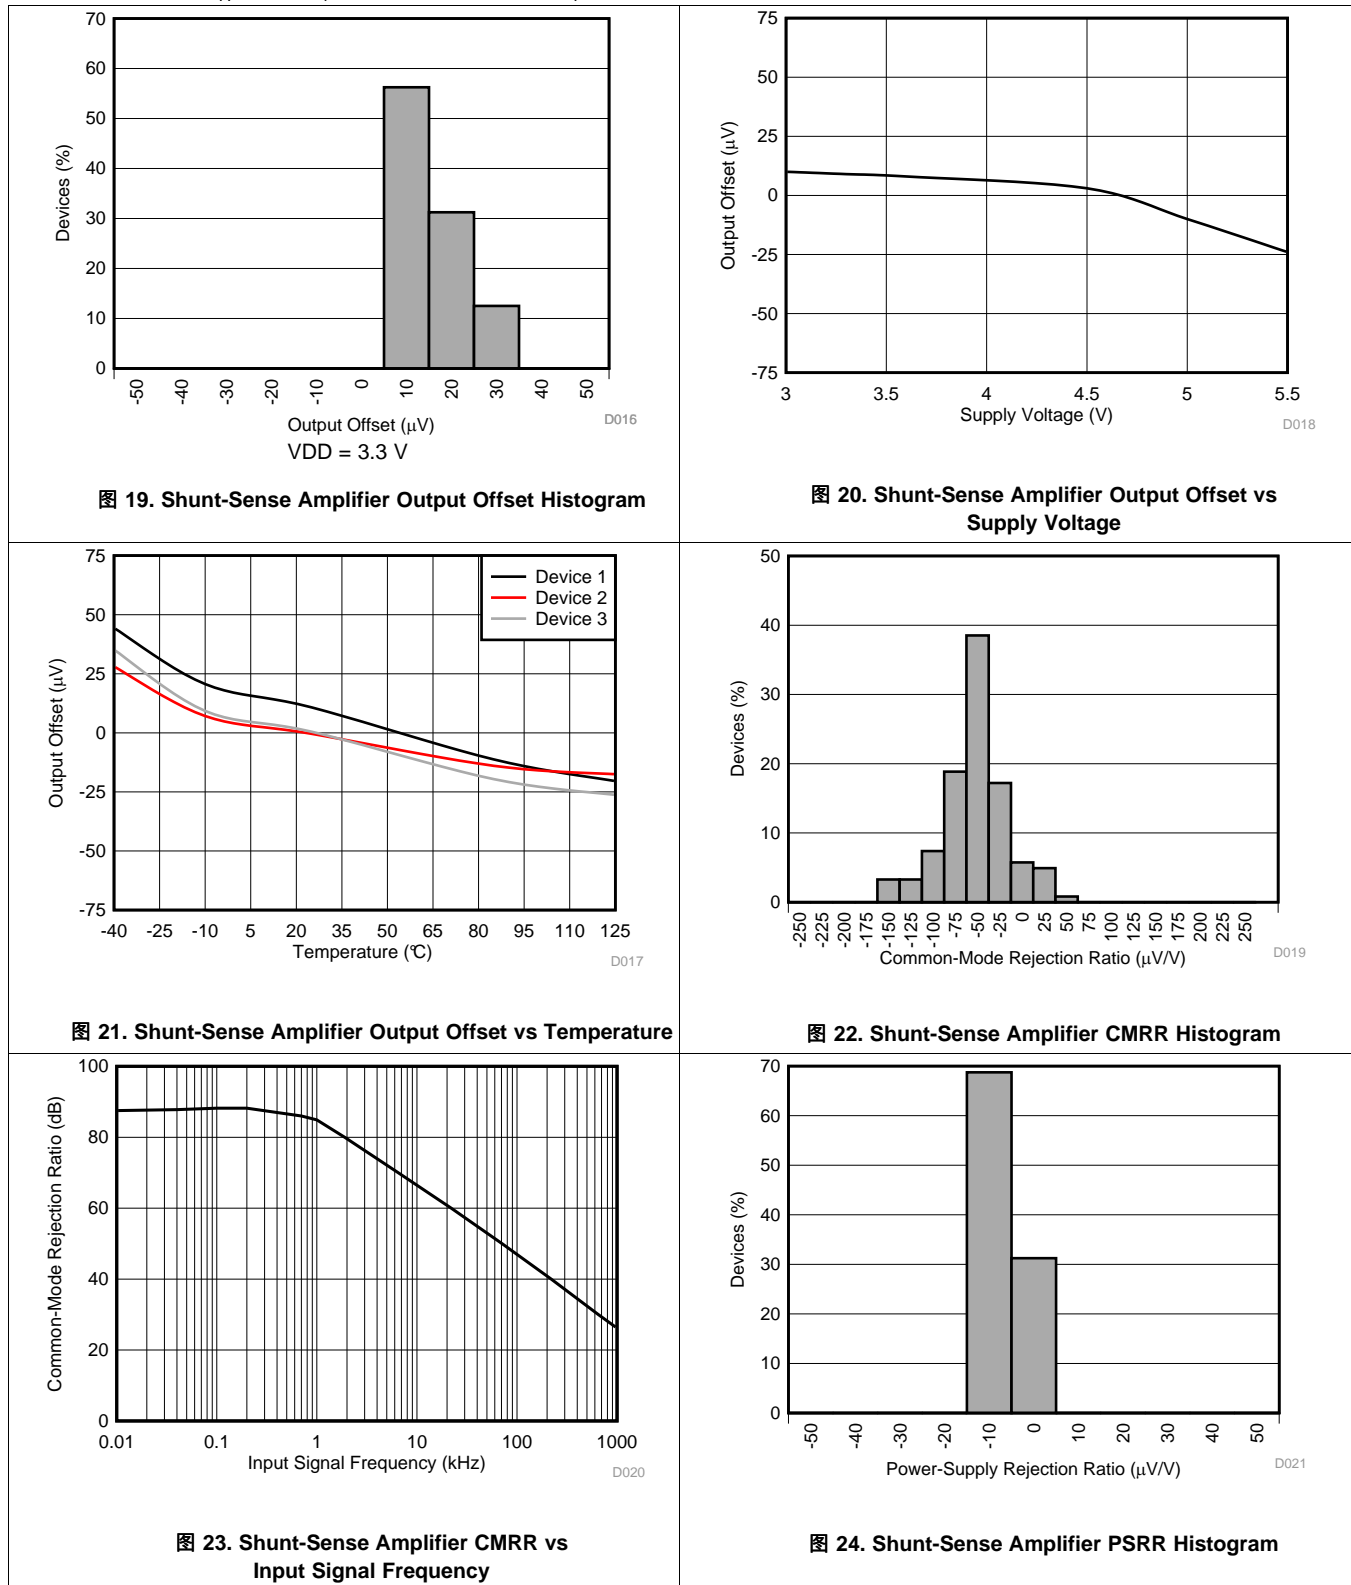 70
60
50
40
30
20
10
0
Devices (%)
-50
-40
-30
-20
-10
0
10
20
30
40
50
Output Offset (μV)
D016
VDD = 3.3 V
图 19. Shunt-Sense Amplifier Output Offset Histogram
75
50
25
0
-25
-50
-75
Output Offset (μV)
3 3.5 4 4.5 5 5.5
Supply Voltage (V)
D018
图 20. Shunt-Sense Amplifier Output Offset vs
Supply Voltage
75
50
25
0
-25
-50
-75
Output Offset (μV)
Device 1
Device 2
Device 3
-40 -25 -10 5 20 35 50 65 80 95 110 125
Temperature (°C)
D017
图 21. Shunt-Sense Amplifier Output Offset vs Temperature
50
40
30
20
10
0
Devices (%)
-250
-225
-200
-175
-150
-125
-100
-75
-50
-25
0
25
50
75
100
125
150
175
200
225
250
Common-Mode Rejection Ratio (μV/V)
D019
图 22. Shunt-Sense Amplifier CMRR Histogram
100
80
60
40
20
0
Common-Mode Rejection Ratio (dB)
0.01 0.1 1 10 100 1000
Input Signal Frequency (kHz)
D020
图 23. Shunt-Sense Amplifier CMRR vs
Input Signal Frequency
70
60
50
40
30
20
10
0
Devices (%)
-50
-40
-30
-20
-10
0
10
20
30
40
50
Power-Supply Rejection Ratio (μV/V)
D021
图 24. Shunt-Sense Amplifier PSRR Histogram